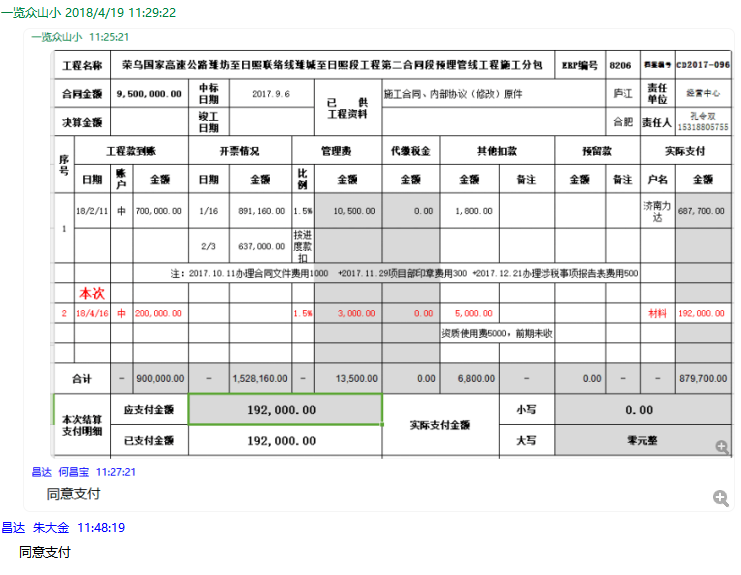 一览众山小 2018/4/19 11:29:22
一览众山小 11:25:21
工程名称 荣乌国家高速公路潍坊至日照联络线潍城至日照段工程第二合同段预埋管线工程施工分包 ERP编号 8206 档案编号 CD2017-096
合同金额 9,500,000.00 中标日期 2017.9.6 已 供 工程资料 施工合同、内部协议（修改）原件 庐江 责任单位 经营中心
决算金额 竣工日期 合肥 责任人 孔令双 15318805755
序号 工程款到账 开票情况 管理费 代缴税金 其他扣款 预留款 实际支付
日期 账户 金额 日期 金额 比例 金额 金额 金额 备注 金额 备注 户名 金额
1 18/2/11 中 700,000.00 1/16 891,160.00 1.5% 10,500.00 0.00 1,800.00 济南力达 687,700.00
2/3 637,000.00 按进度款扣
注：2017.10.11办理合同文件费用1000 +2017.11.29项目部印章费用300 +2017.12.21办理涉税事项报告表费用500
本次
2 18/4/16 中 200,000.00 1.5% 3,000.00 0.00 5,000.00 材料 192,000.00
资质使用费5000，前期未收
合计 - 900,000.00 - 1,528,160.00 - 13,500.00 0.00 6,800.00 - 0.00 - - 879,700.00
本次结算支付明细 应支付金额 192,000.00 实际支付金额 小写 0.00
已支付金额 192,000.00 大写 零元整
昌达 何昌宝 11:27:21
同意支付
昌达 朱大金 11:48:19
同意支付